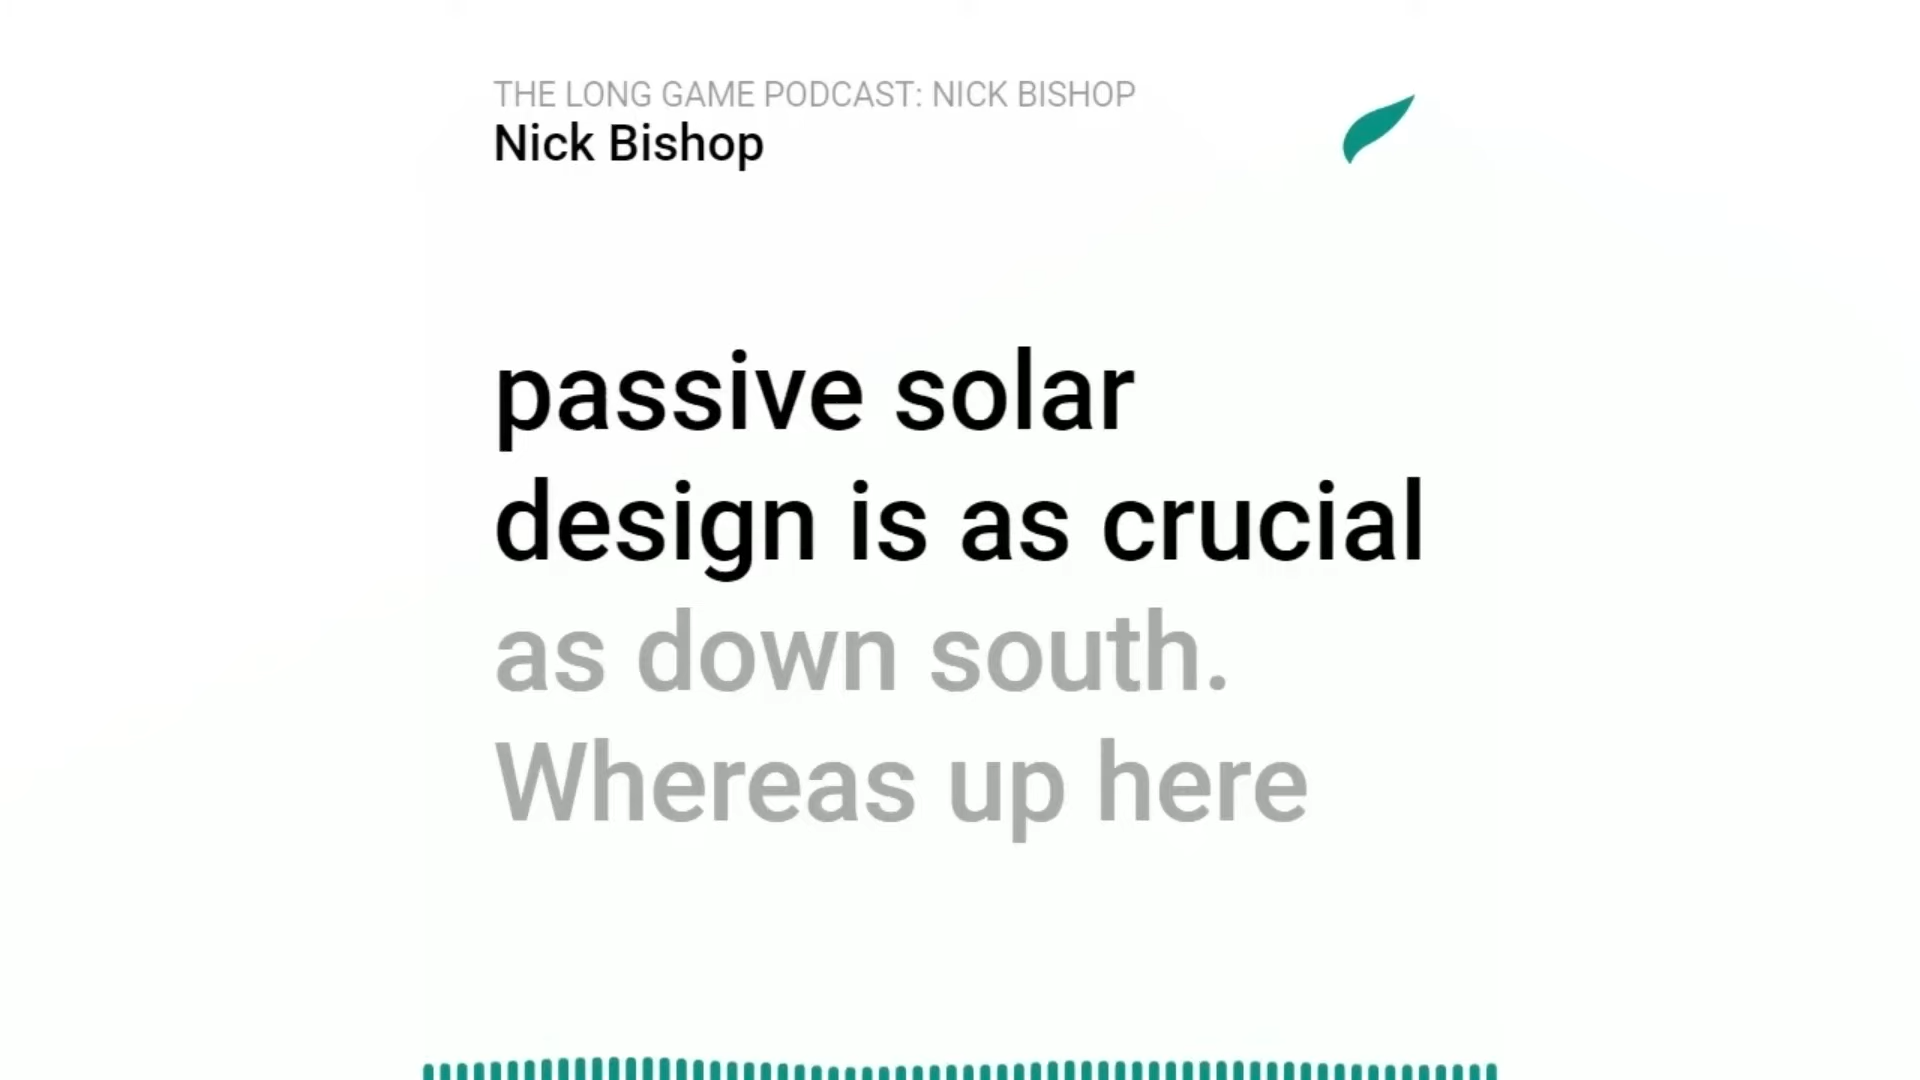 THE LONG GAME PODCAST: NICK BISHOP
Nick Bishop
passive solar
design is as crucial
as down south.
Whereas up here